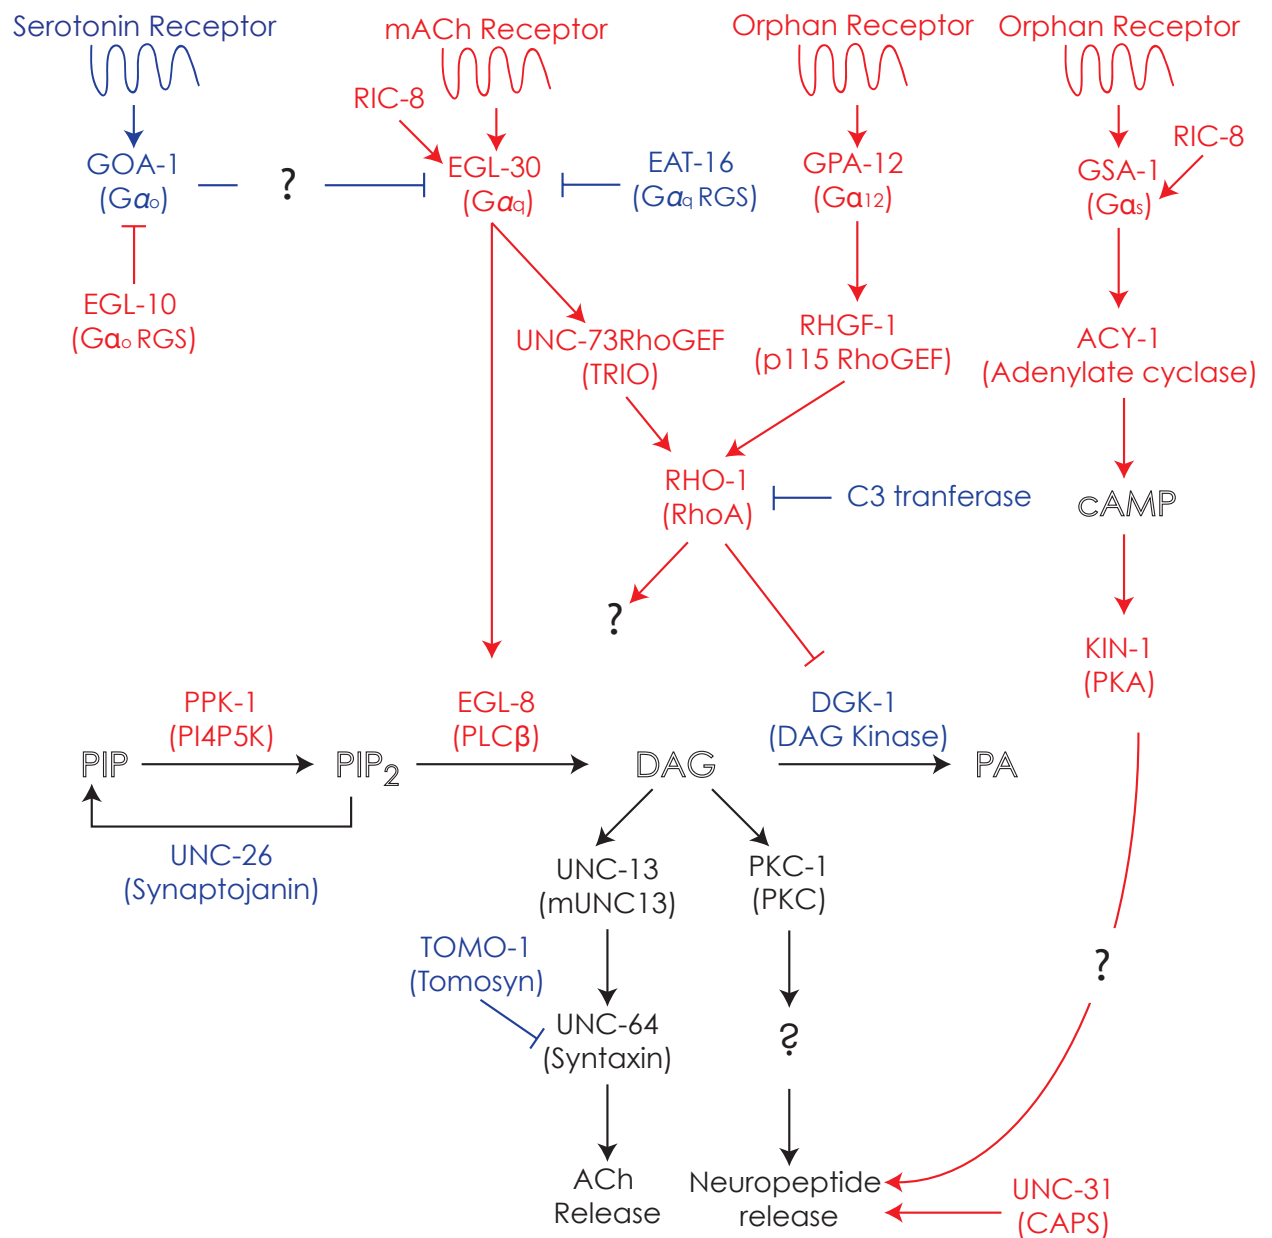 Serotonin Receptor
mACh Receptor
Orphan Receptor
Orphan Receptor
RIC-8
RIC-8
GOA-1
(Gαo)
?
EGL-30
(Gαq)
EAT-16
(Gαq RGS)
GPA-12
(Gα12)
GSA-1
(Gαs)
EGL-10
(Gαo RGS)
UNC-73RhoGEF
(TRIO)
RHGF-1
(p115 RhoGEF)
ACY-1
(Adenylate cyclase)
RHO-1
(RhoA)
C3 tranferase
cAMP
?
KIN-1
(PKA)
PPK-1
(PI4P5K)
EGL-8
(PLCβ)
DGK-1
(DAG Kinase)
PIP
PIP2
DAG
PA
UNC-26
(Synaptojanin)
UNC-13
(mUNC13)
PKC-1
(PKC)
TOMO-1
(Tomosyn)
?
UNC-64
(Syntaxin)
?
ACh
Release
Neuropeptide
release
UNC-31
(CAPS)